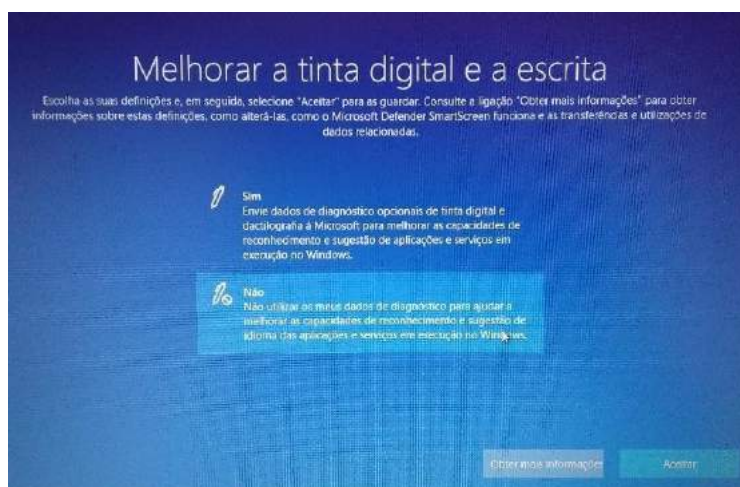 Melhorar a tinta digital e a escrita
Escolha as suas definições e, em seguida, selecione "Aceitar" para as guardar. Consulte a ligação "Obter mais informações" para obter
informações sobre estas definições, como alterá-las, como o Microsoft Defender SmartScreen funciona e as transferências e utilizações de
dados relacionadas.
Sim
Envie dados de diagnóstico opcionais de tinta digital e
dactilografia à Microsoft para melhorar as capacidades de
reconhecimento e sugestão de aplicações e serviços em
execução no Windows.
Não
Não utilizar os meus dados de diagnóstico para ajudar a
melhorar as capacidades de reconhecimento e sugestão de
idioma das aplicações e serviços em execução no Windows.
Obter mais informações
Aceitar